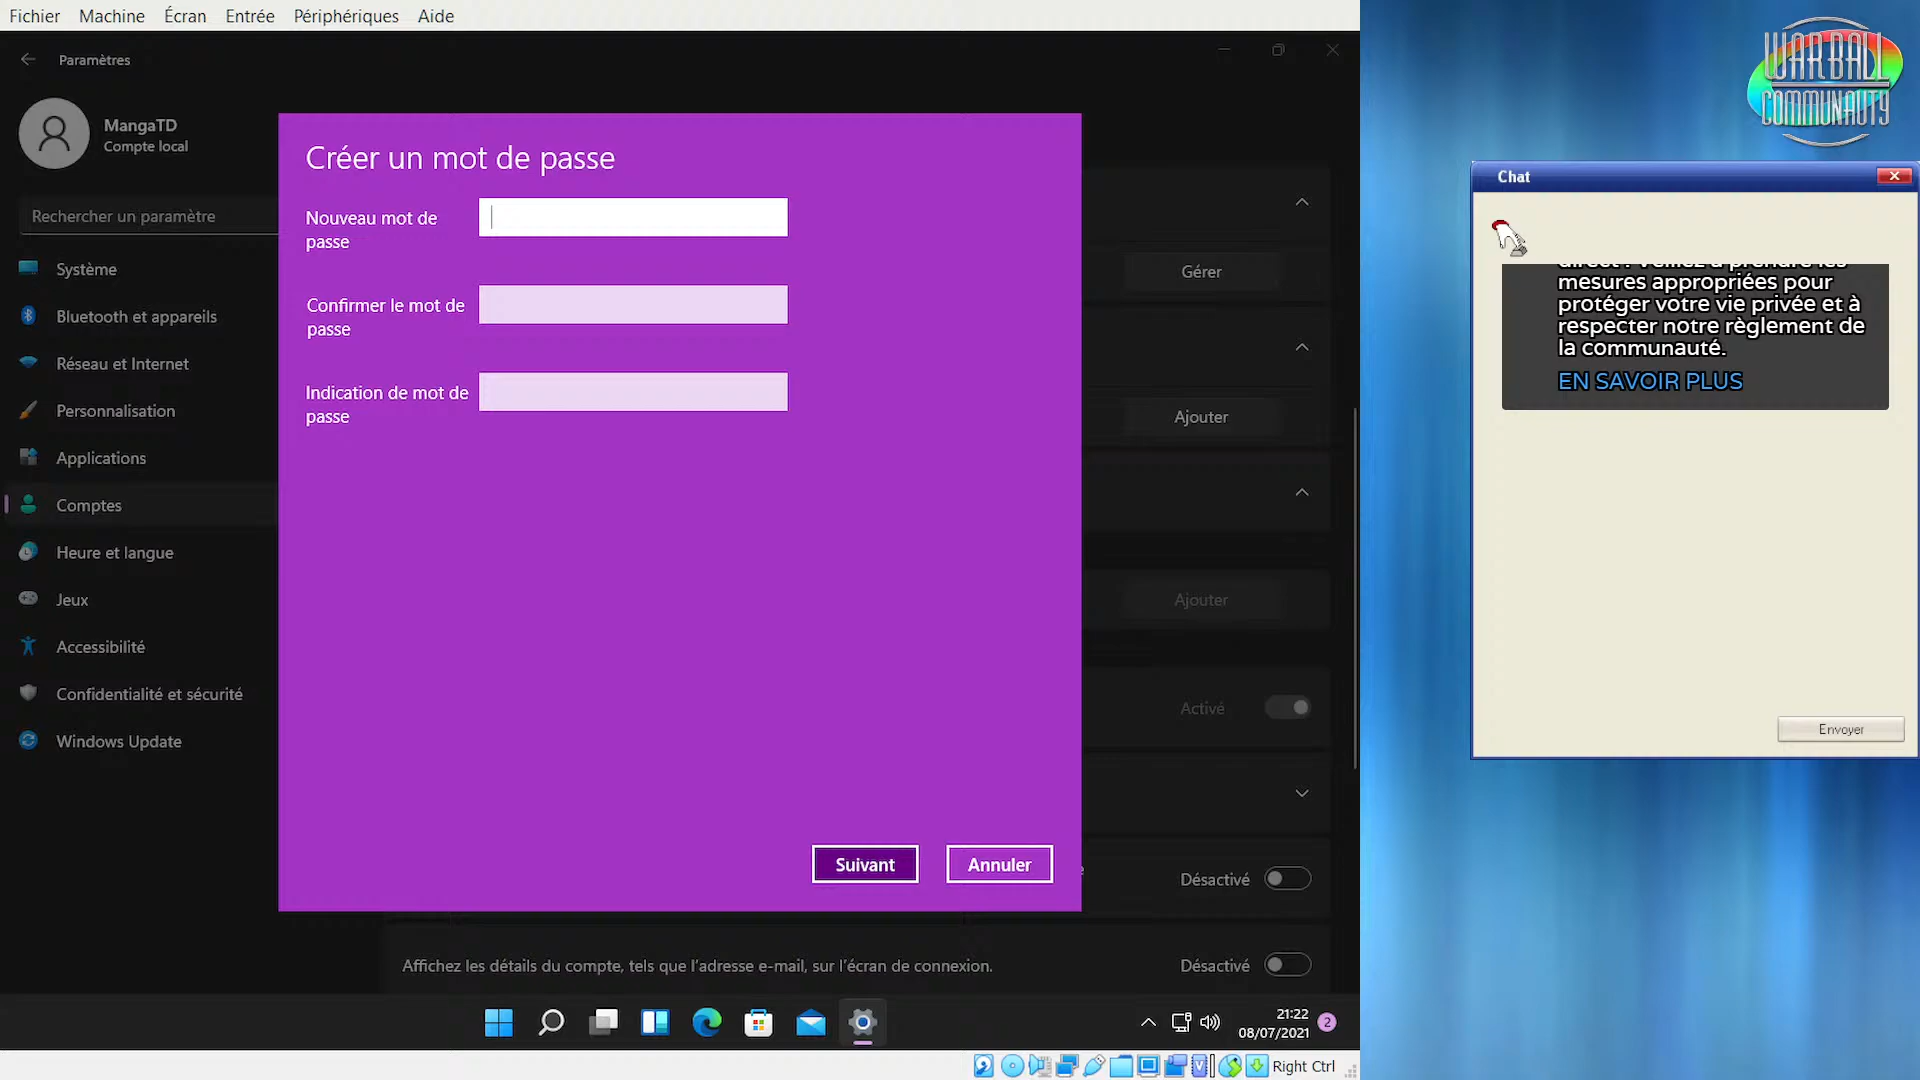 Fichier Machine Écran Entrée Périphériques Aide
Paramètres
MangaTD
Compte local
Rechercher un paramètre
Système
Bluetooth et appareils
Réseau et Internet
Personnalisation
Applications
Comptes
Heure et langue
Jeux
Accessibilité
Confidentialité et sécurité
Windows Update
Créer un mot de passe
Nouveau mot de
passe
Confirmer le mot de
passe
Indication de mot de
passe
Suivant
Annuler
Gérer
Ajouter
Ajouter
Activé
Désactivé
Affichez les détails du compte, tels que l'adresse e-mail, sur l'écran de connexion.
Désactivé
21:22
08/07/2021
2
Right Ctrl
WAR BALL
COMMUNAUTY
Chat
mesures appropriées pour
protéger votre vie privée et à
respecter notre règlement de
la communauté.
EN SAVOIR PLUS
Envoyer